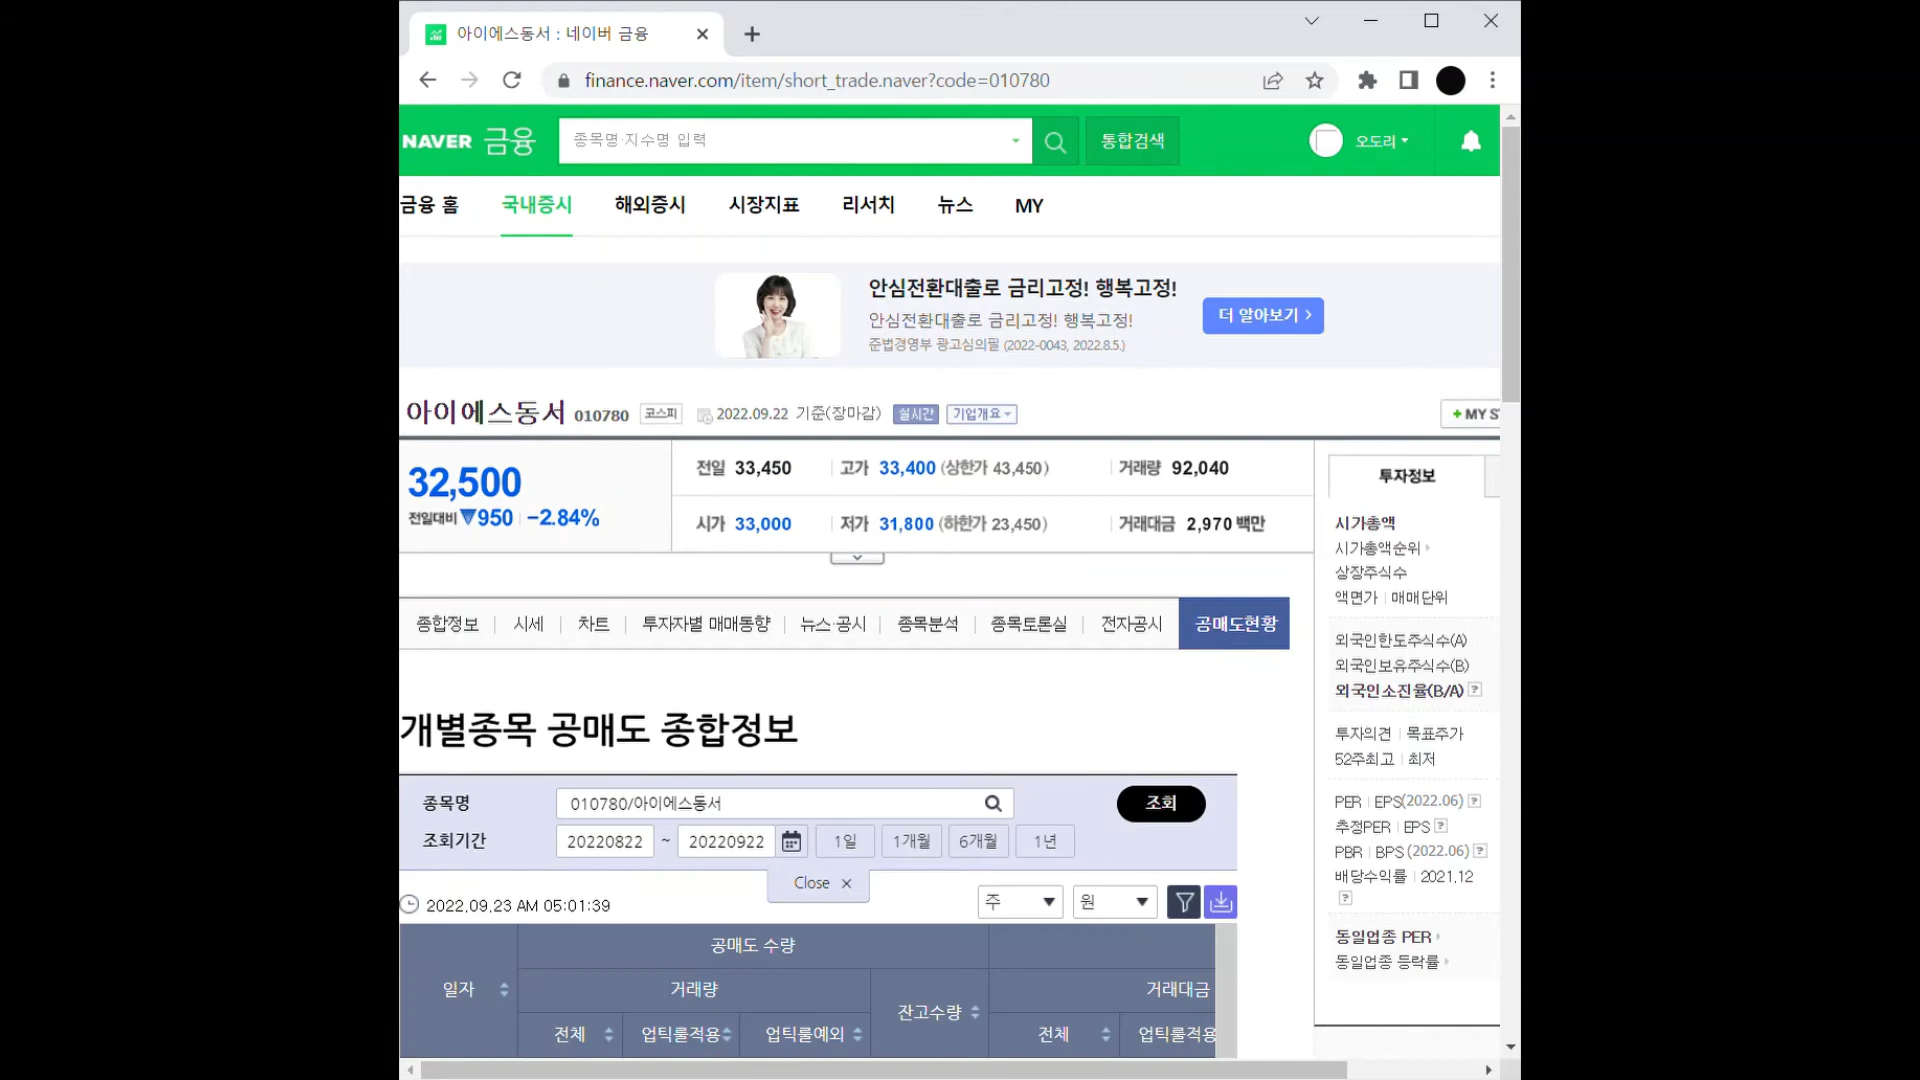 아이에스동서 : 네이버 금융
finance.naver.com/item/short_trade.naver?code=010780
NAVER 금융
종목명·지수명 입력
통합검색
오도리
금융 홈 국내증시 해외증시 시장지표 리서치 뉴스 MY
안심전환대출로 금리고정! 행복고정!
안심전환대출로 금리고정! 행복고정!
준법경영부 광고심의필 (2022-0043, 2022.8.5.)
더 알아보기
아이에스동서 010780 코스피 2022.09.22 기준(장마감) 실시간 기업개요
+ MY S
32,500
전일대비 ▼950 -2.84%
전일 33,450 고가 33,400 (상한가 43,450) 거래량 92,040
시가 33,000 저가 31,800 (하한가 23,450) 거래대금 2,970 백만
종합정보 시세 차트 투자자별 매매동향 뉴스·공시 종목분석 종목토론실 전자공시 공매도현황
개별종목 공매도 종합정보
종목명 010780/아이에스동서 조회
조회기간 20220822 ~ 20220922 1일 1개월 6개월 1년
Close ×
2022.09.23 AM 05:01:39 주 원
공매도 수량
일자 거래량 잔고수량 거래대금
전체 업틱룰적용 업틱룰예외 전체 업틱룰적용
투자정보
시가총액
시가총액순위
상장주식수
액면가 매매단위
외국인한도주식수(A)
외국인보유주식수(B)
외국인소진율(B/A) ?
투자의견 목표주가
52주최고 최저
PER EPS(2022.06) ?
추정PER EPS ?
PBR BPS (2022.06) ?
배당수익률 2021.12
?
동일업종 PER
동일업종 등락률